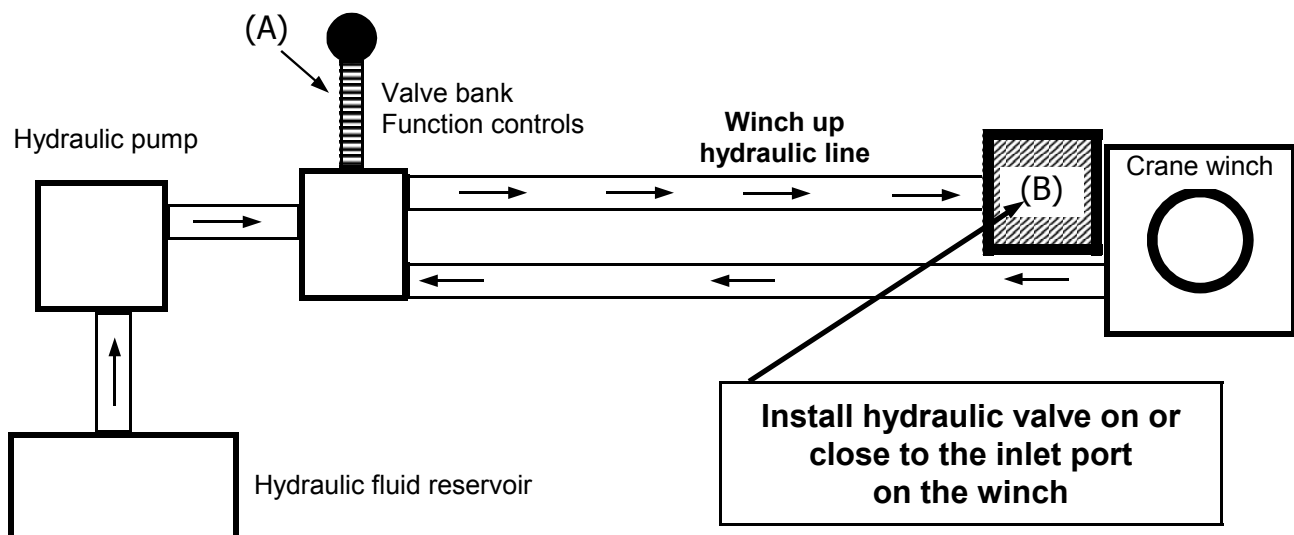 (A)
Valve bank
Function controls
Hydraulic pump
Winch up
hydraulic line
(B)
Crane winch
Install hydraulic valve on or
close to the inlet port
on the winch
Hydraulic fluid reservoir